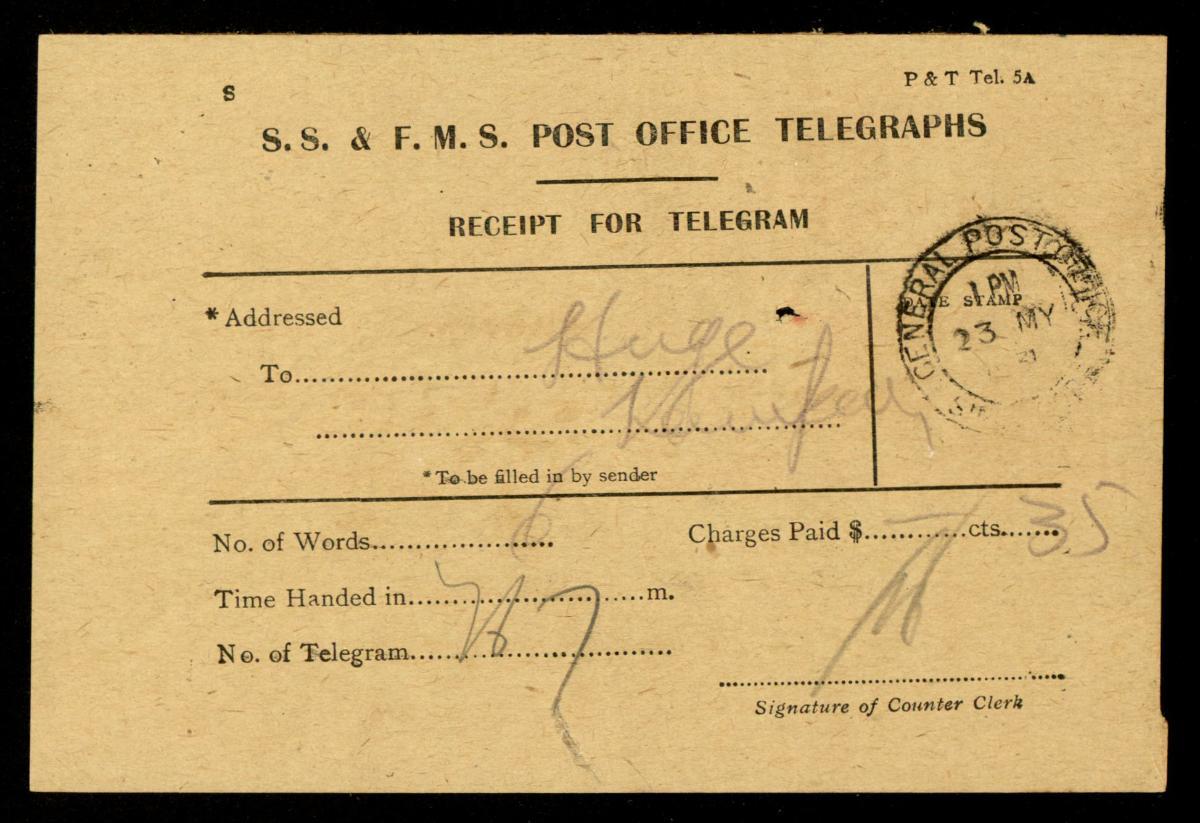 S
P & T Tel. 5A
S. S. & F. M. S. POST OFFICE TELEGRAPHS
RECEIPT FOR TELEGRAM
GENERAL POST OFFICE
DATE STAMP
1 PM
23 MY
*Addressed
To.......... Huge
*To be filled in by sender
No. of Words.......... 6
Charges Paid $.......... — cts....... 35
Time Handed in..........m.
No. of Telegram..........
Signature of Counter Clerk